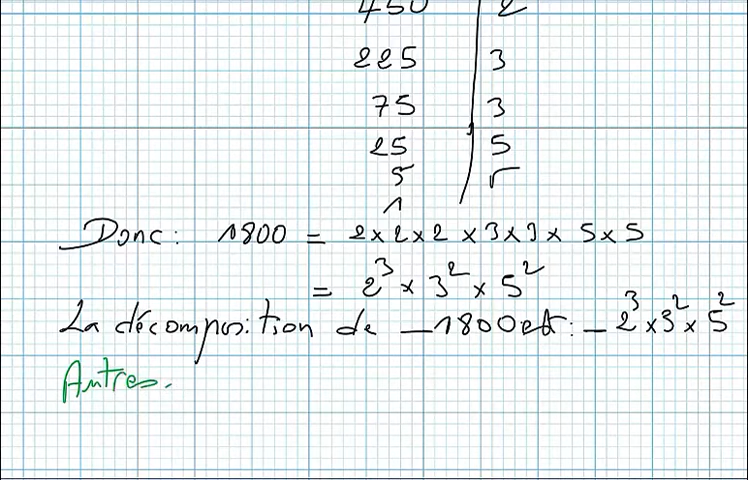 450 | 2
225 | 3
75 | 3
25 | 5
5 | 5
1
Donc: 1800 = 2 x 2 x 2 x 3 x 3 x 5 x 5
= 2³ x 3² x 5²
La décomposition de -1800 est: - 2³ x 3² x 5²
Autres.